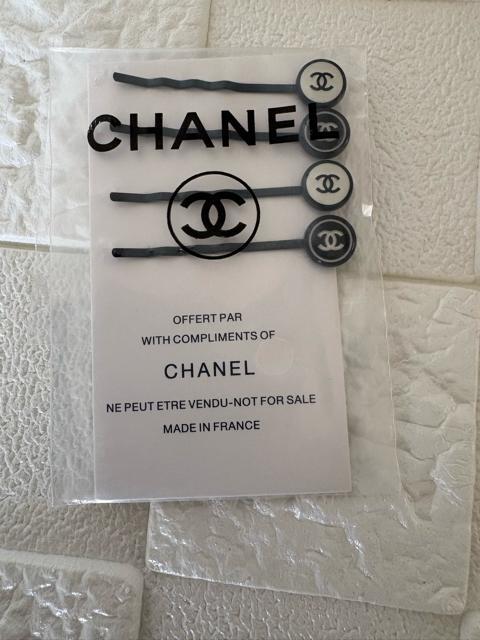 CHANEL
OFFERT PAR
WITH COMPLIMENTS OF
CHANEL
NE PEUT ETRE VENDU-NOT FOR SALE
MADE IN FRANCE